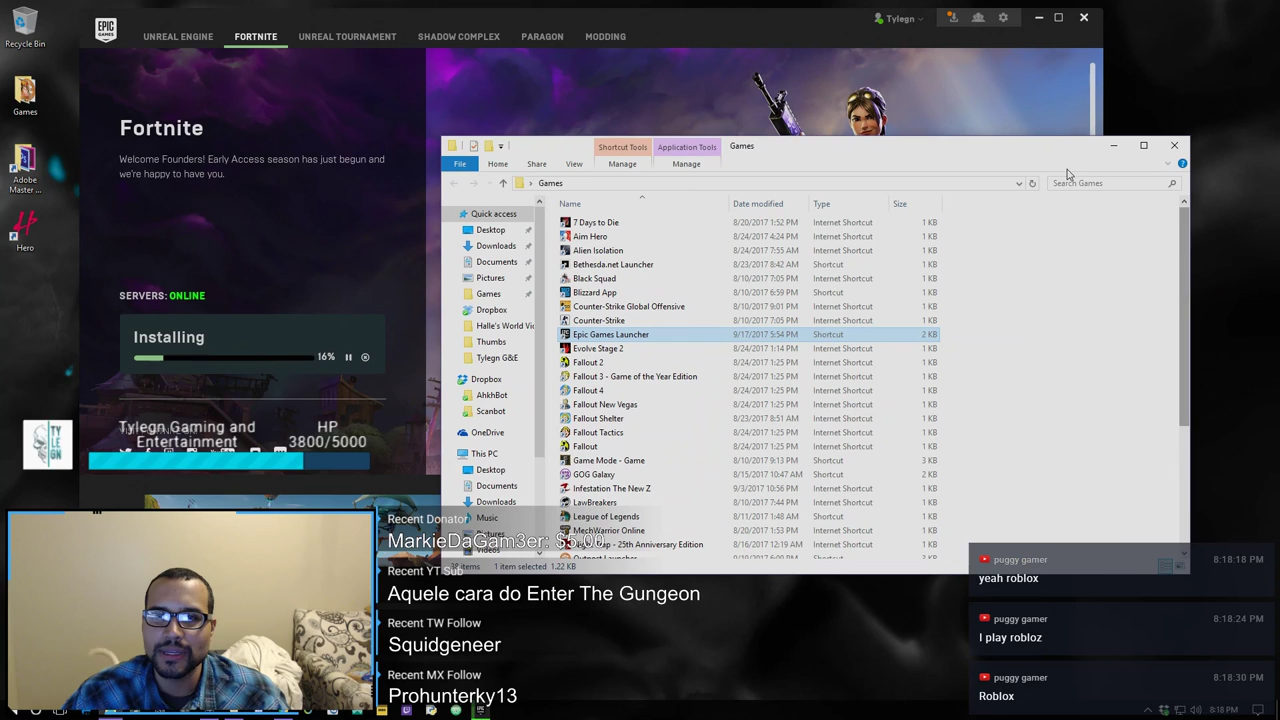 Recycle Bin
Games
Adobe
Master ...
Hero
EPIC
GAMES
UNREAL ENGINE
FORTNITE
UNREAL TOURNAMENT
SHADOW COMPLEX
PARAGON
MODDING
Tylegn
Fortnite
Welcome Founders! Early Access season has just begun and
we're happy to have you.
SERVERS: ONLINE
Installing
16%
Tylegn Gaming and
Entertainment
HP
3800/5000
TY
LE
GN
Shortcut Tools
Application Tools
Games
File
Home
Share
View
Manage
Manage
Games
Search Games
Quick access
Desktop
Downloads
Documents
Pictures
Games
Dropbox
Halle's World Vic
Thumbs
Tylegn G&E
Dropbox
AhkhBot
Scanbot
OneDrive
This PC
Desktop
Documents
Downloads
Music
Pictures
Videos
Name
Date modified
Type
Size
7 Days to Die 8/20/2017 1:52 PM Internet Shortcut 1 KB
Aim Hero 8/24/2017 4:24 PM Internet Shortcut 1 KB
Alien Isolation 8/24/2017 7:55 AM Internet Shortcut 1 KB
Bethesda.net Launcher 8/23/2017 8:42 AM Shortcut 1 KB
Black Squad 8/10/2017 7:05 PM Internet Shortcut 1 KB
Blizzard App 8/10/2017 6:59 PM Shortcut 1 KB
Counter-Strike Global Offensive 8/10/2017 9:01 PM Internet Shortcut 1 KB
Counter-Strike 8/10/2017 7:05 PM Internet Shortcut 1 KB
Epic Games Launcher 9/17/2017 5:54 PM Shortcut 2 KB
Evolve Stage 2 8/24/2017 1:14 PM Internet Shortcut 1 KB
Fallout 2 8/24/2017 1:25 PM Internet Shortcut 1 KB
Fallout 3 - Game of the Year Edition 8/24/2017 1:25 PM Internet Shortcut 1 KB
Fallout 4 8/24/2017 1:25 PM Internet Shortcut 1 KB
Fallout New Vegas 8/24/2017 1:25 PM Internet Shortcut 1 KB
Fallout Shelter 8/23/2017 8:51 AM Internet Shortcut 1 KB
Fallout Tactics 8/24/2017 1:25 PM Internet Shortcut 1 KB
Fallout 8/24/2017 1:25 PM Internet Shortcut 1 KB
Game Mode - Game 8/10/2017 9:13 PM Shortcut 3 KB
GOG Galaxy 8/15/2017 10:47 AM Shortcut 2 KB
Infestation The New Z 9/3/2017 10:56 PM Internet Shortcut 1 KB
LawBreakers 8/10/2017 7:44 PM Internet Shortcut 1 KB
League of Legends 8/11/2017 1:48 AM Shortcut 1 KB
MechWarrior Online 8/20/2017 1:53 PM Internet Shortcut 1 KB
- 25th Anniversary Edition 8/16/2017 12:19 AM Internet Shortcut 1 KB
items 1 item selected 1.22 KB
Recent Donator
MarkieDaGam3er: $5.00
Recent YT Sub
Aquele cara do Enter The Gungeon
Recent TW Follow
Squidgeneer
Recent MX Follow
Prohunterky13
puggy gamer 8:18:18 PM
yeah roblox
puggy gamer 8:18:24 PM
I play robloz
puggy gamer 8:18:30 PM
Roblox
8:18 PM